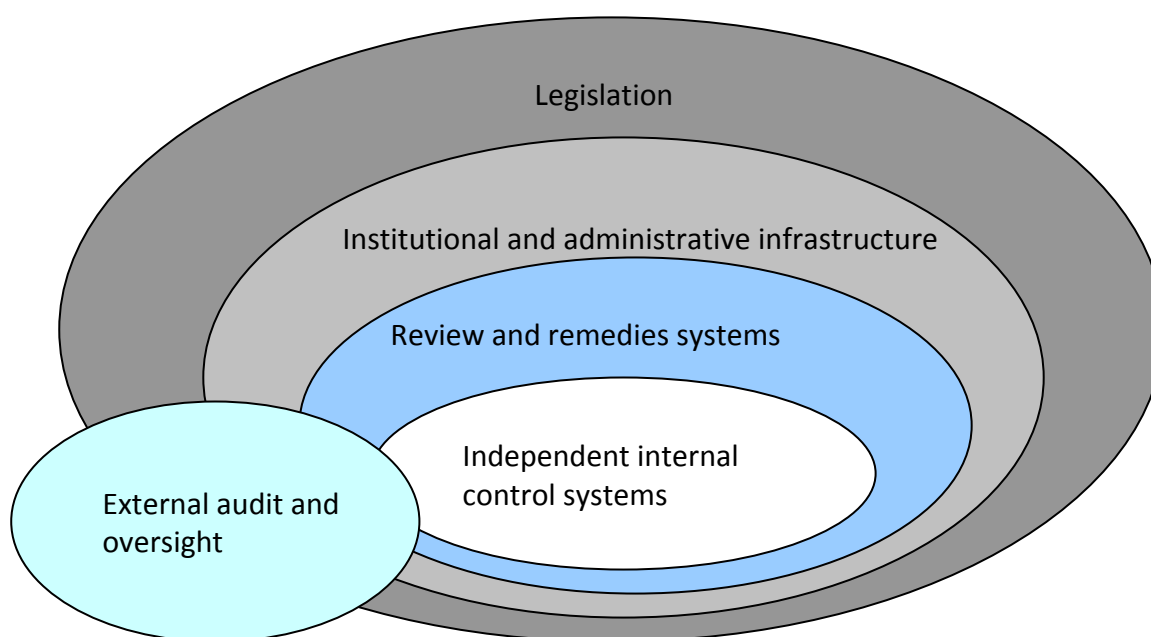 Legislation
Institutional and administrative infrastructure
Review and remedies systems
Independent internal
control systems
External audit and
oversight